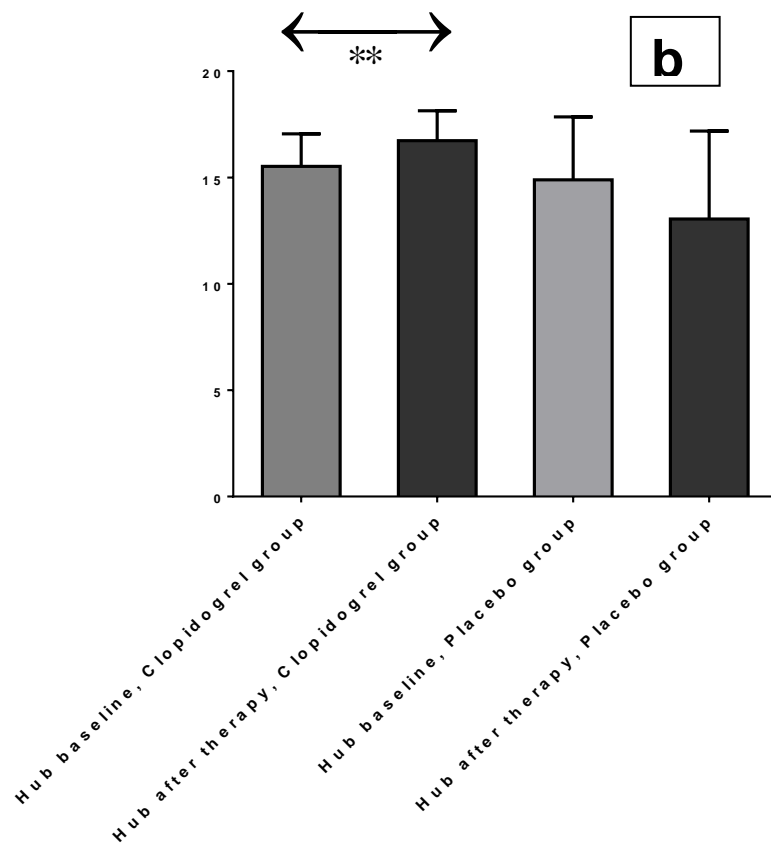 **
b
20
15
10
5
0
Hub baseline, Clopidogrel group
Hub after therapy, Clopidogrel group
Hub baseline, Placebo group
Hub after therapy, Placebo group